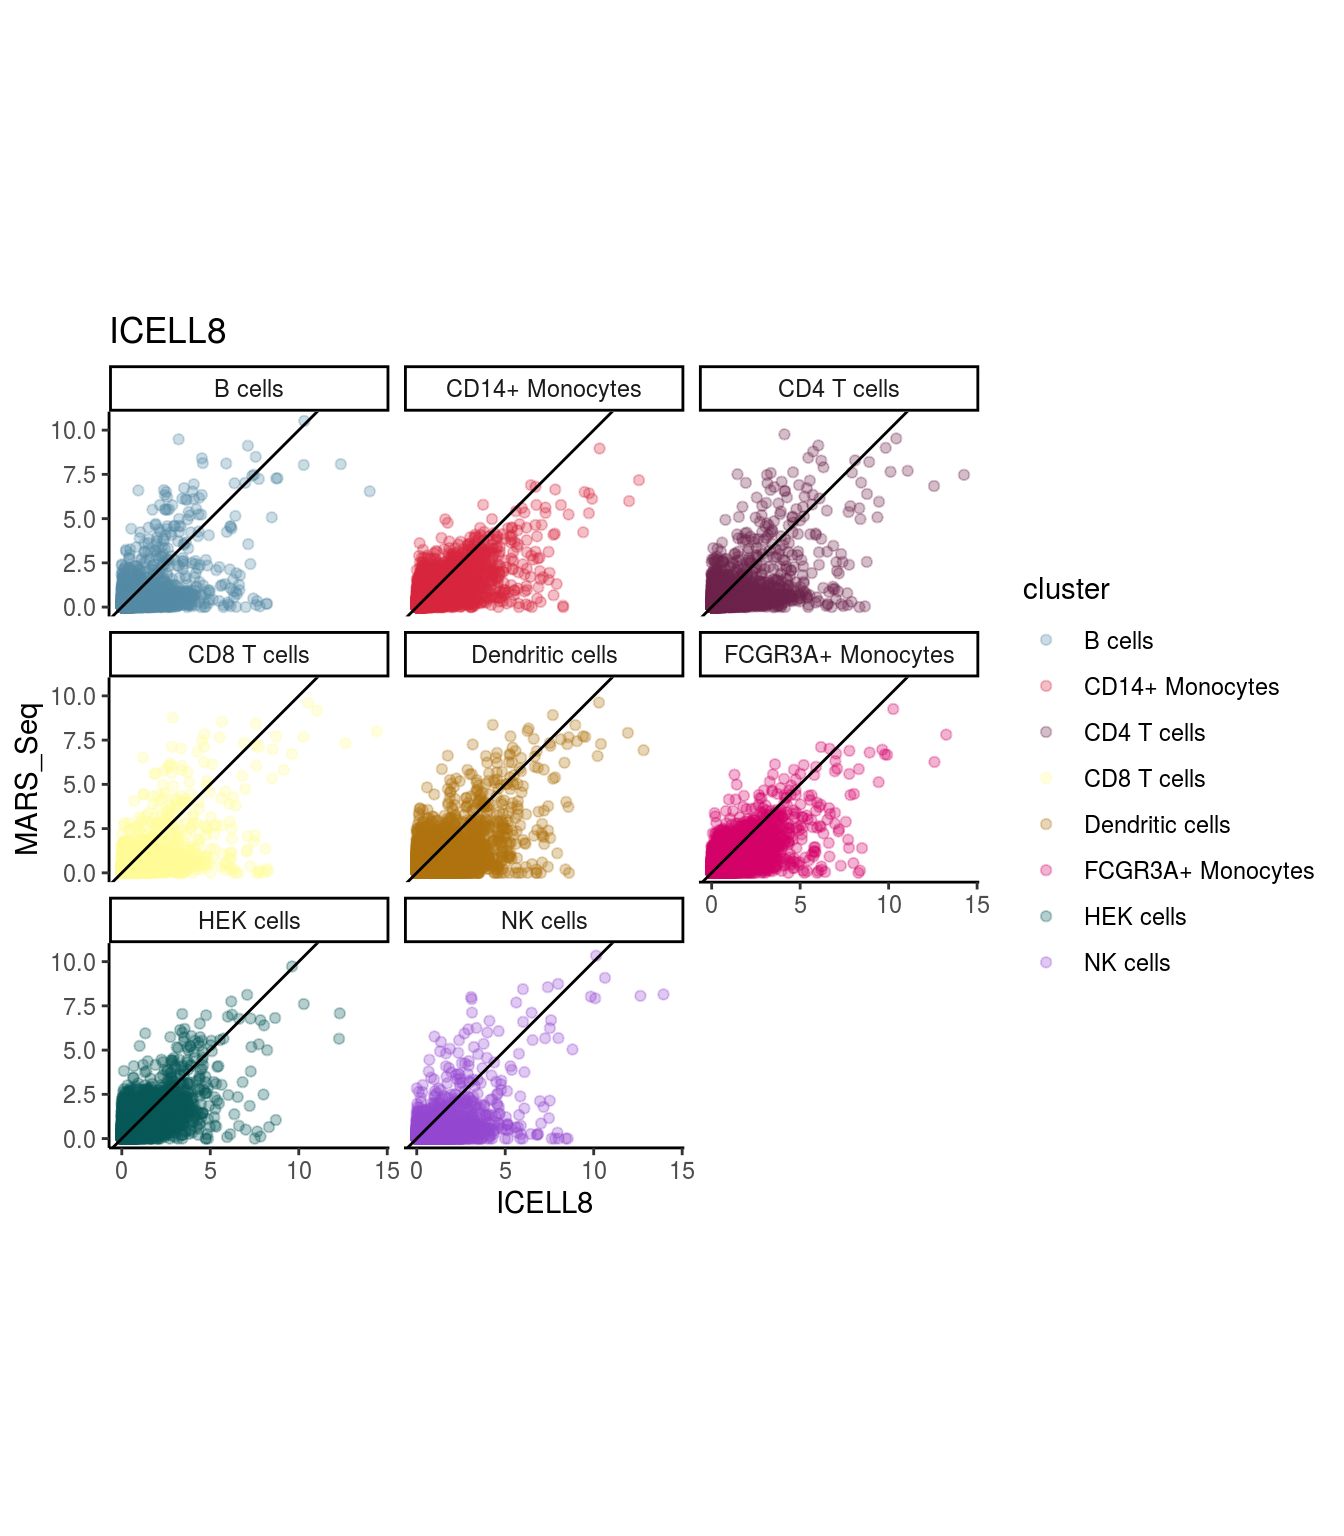 ICELL8
B cells
CD14+ Monocytes
CD4 T cells
10.0
7.5
5.0
2.5
0.0
CD8 T cells
Dendritic cells
FCGR3A+ Monocytes
10.0
7.5
5.0
2.5
0.0
0 5 10 15
HEK cells
NK cells
10.0
7.5
5.0
2.5
0.0
0 5 10 15
0 5 10 15
ICELL8
MARS_Seq
cluster
B cells
CD14+ Monocytes
CD4 T cells
CD8 T cells
Dendritic cells
FCGR3A+ Monocytes
HEK cells
NK cells